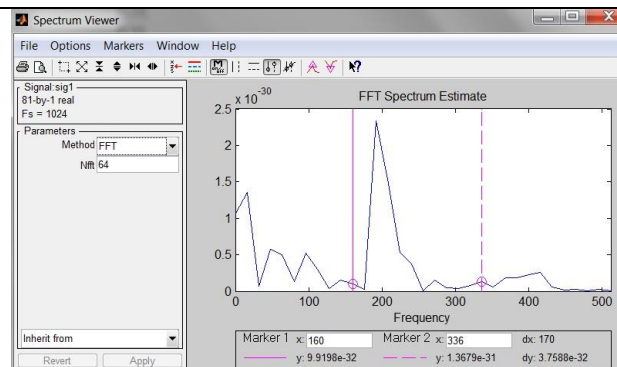 Spectrum Viewer
File Options Markers Window Help
Signal:sig1
81-by-1 real
Fs = 1024
Parameters
Method FFT
Nfft 64
Inherit from
Revert Apply
x 10^-30
FFT Spectrum Estimate
2.5
2
1.5
1
0.5
0
0 100 200 300 400 500
Frequency
Marker 1 x: 160 Marker 2 x: 336 dx: 170
y: 9.9198e-32 y: 1.3679e-31 dy: 3.7588e-32